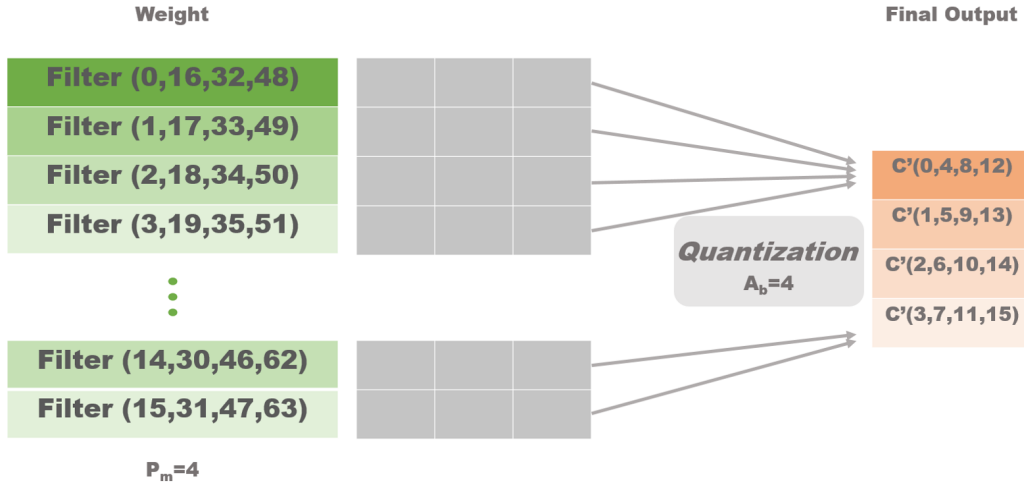 Weight
Final Output
Filter (0,16,32,48)
Filter (1,17,33,49)
Filter (2,18,34,50)
Filter (3,19,35,51)
C’(0,4,8,12)
C’(1,5,9,13)
C’(2,6,10,14)
C’(3,7,11,15)
Quantization
Ab=4
Filter (14,30,46,62)
Filter (15,31,47,63)
Pm=4